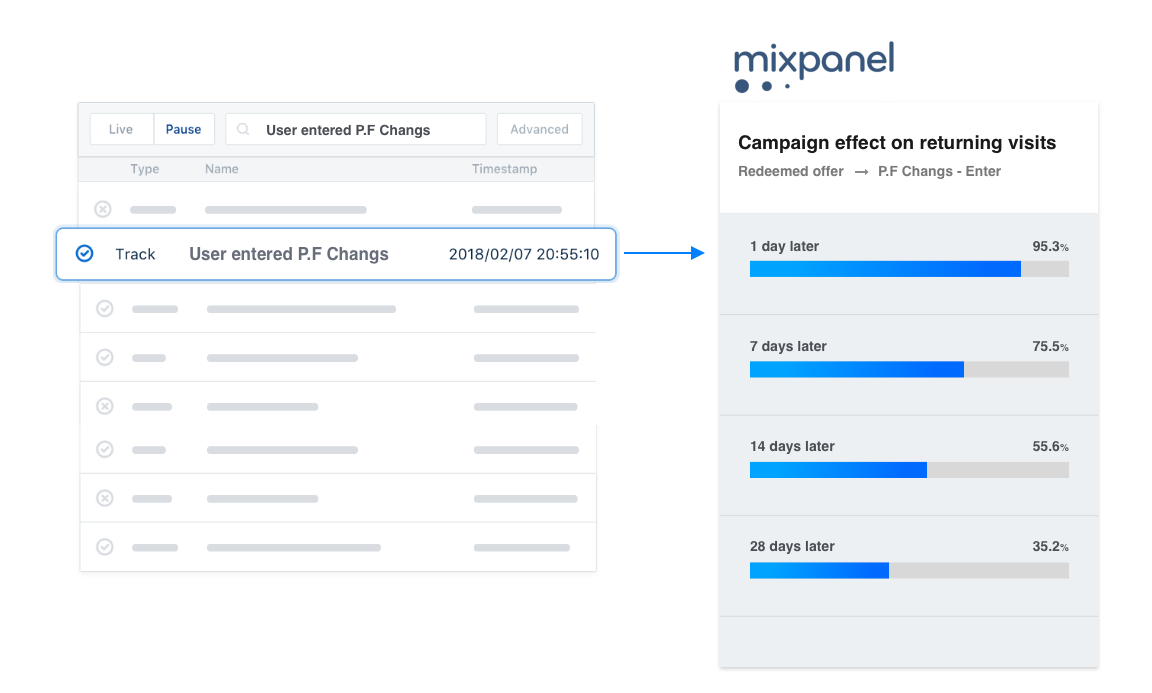 Live Pause User entered P.F Changs Advanced
Type Name Timestamp
Track User entered P.F Changs 2018/02/07 20:55:10
mixpanel
Campaign effect on returning visits
Redeemed offer → P.F Changs - Enter
1 day later 95.3%
7 days later 75.5%
14 days later 55.6%
28 days later 35.2%